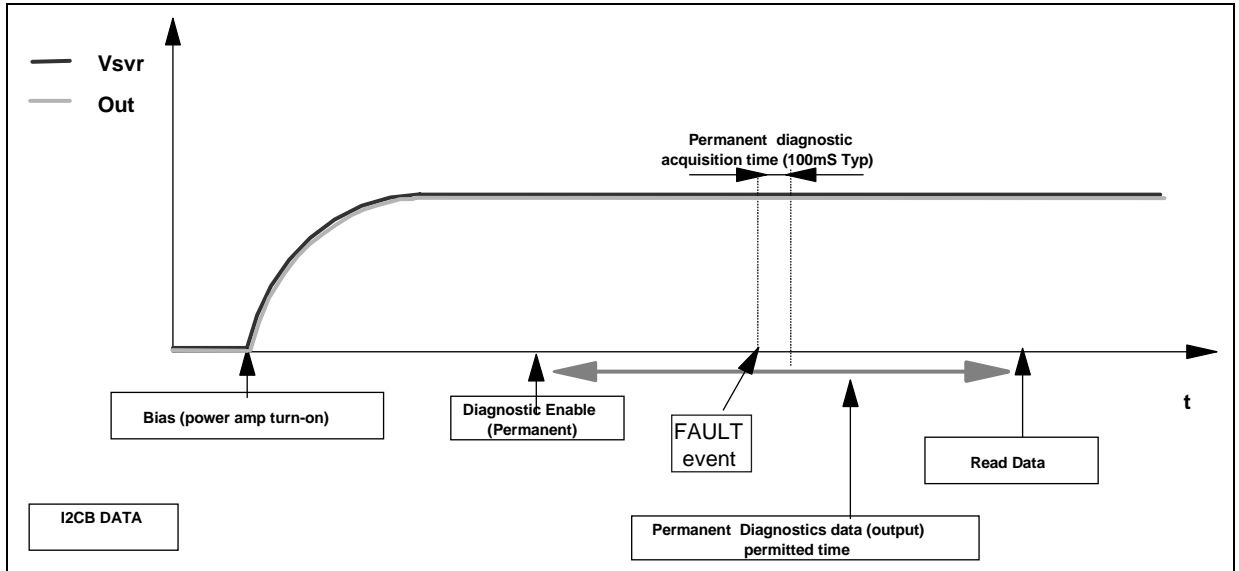 Vsvr
Out
Permanent diagnostic
acquisition time (100mS Typ)
t
Bias (power amp turn-on)
Diagnostic Enable
(Permanent)
FAULT
event
Read Data
I2CB DATA
Permanent Diagnostics data (output)
permitted time